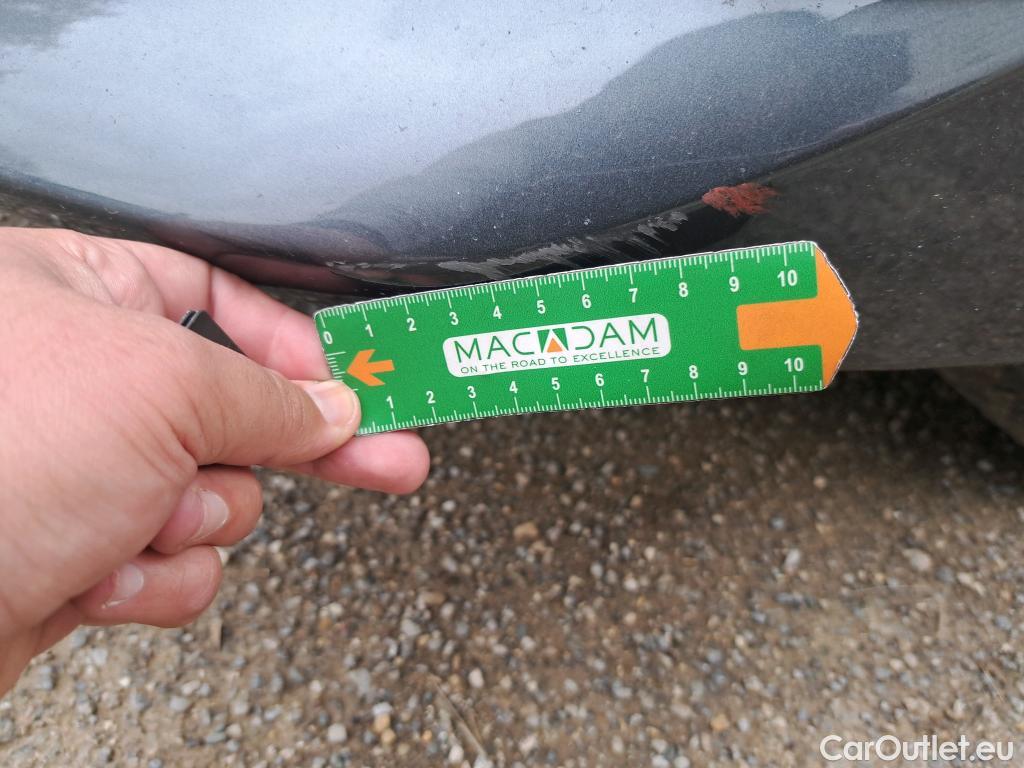 0 1 2 3 4 5 6 7 8 9 10
MACADAM
ON THE ROAD TO EXCELLENCE
1 2 3 4 5 6 7 8 9 10
CarOutlet.eu